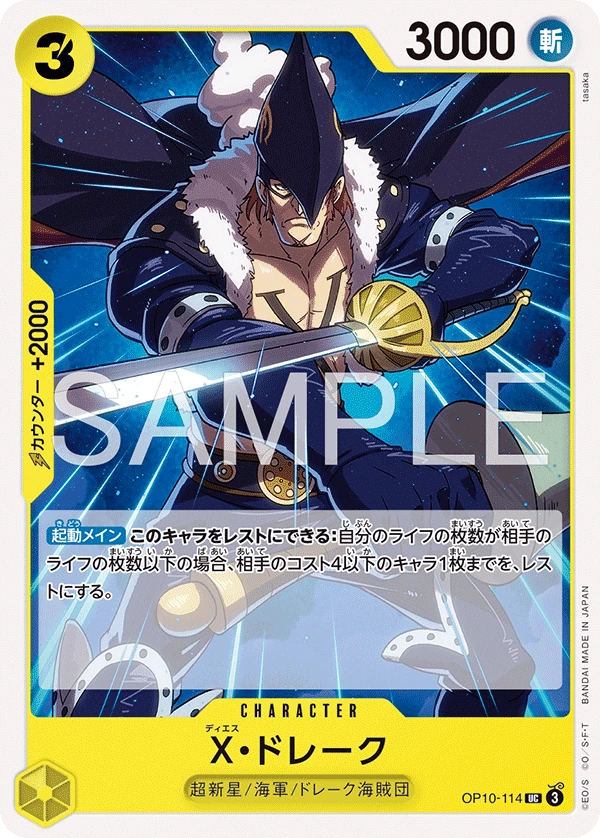 3
3000
斬
tasaka
カウンター +2000
SAMPLE
起動メイン このキャラをレストにできる:自分のライフの枚数が相手の
ライフの枚数以下の場合、相手のコスト4以下のキャラ1枚までを、レス
トにする。
BANDAI MADE IN JAPAN
©E.O/S ©O/S・F・T
CHARACTER
ディエス
X・ドレーク
超新星/海軍/ドレーク海賊団
OP10-114 UC 3